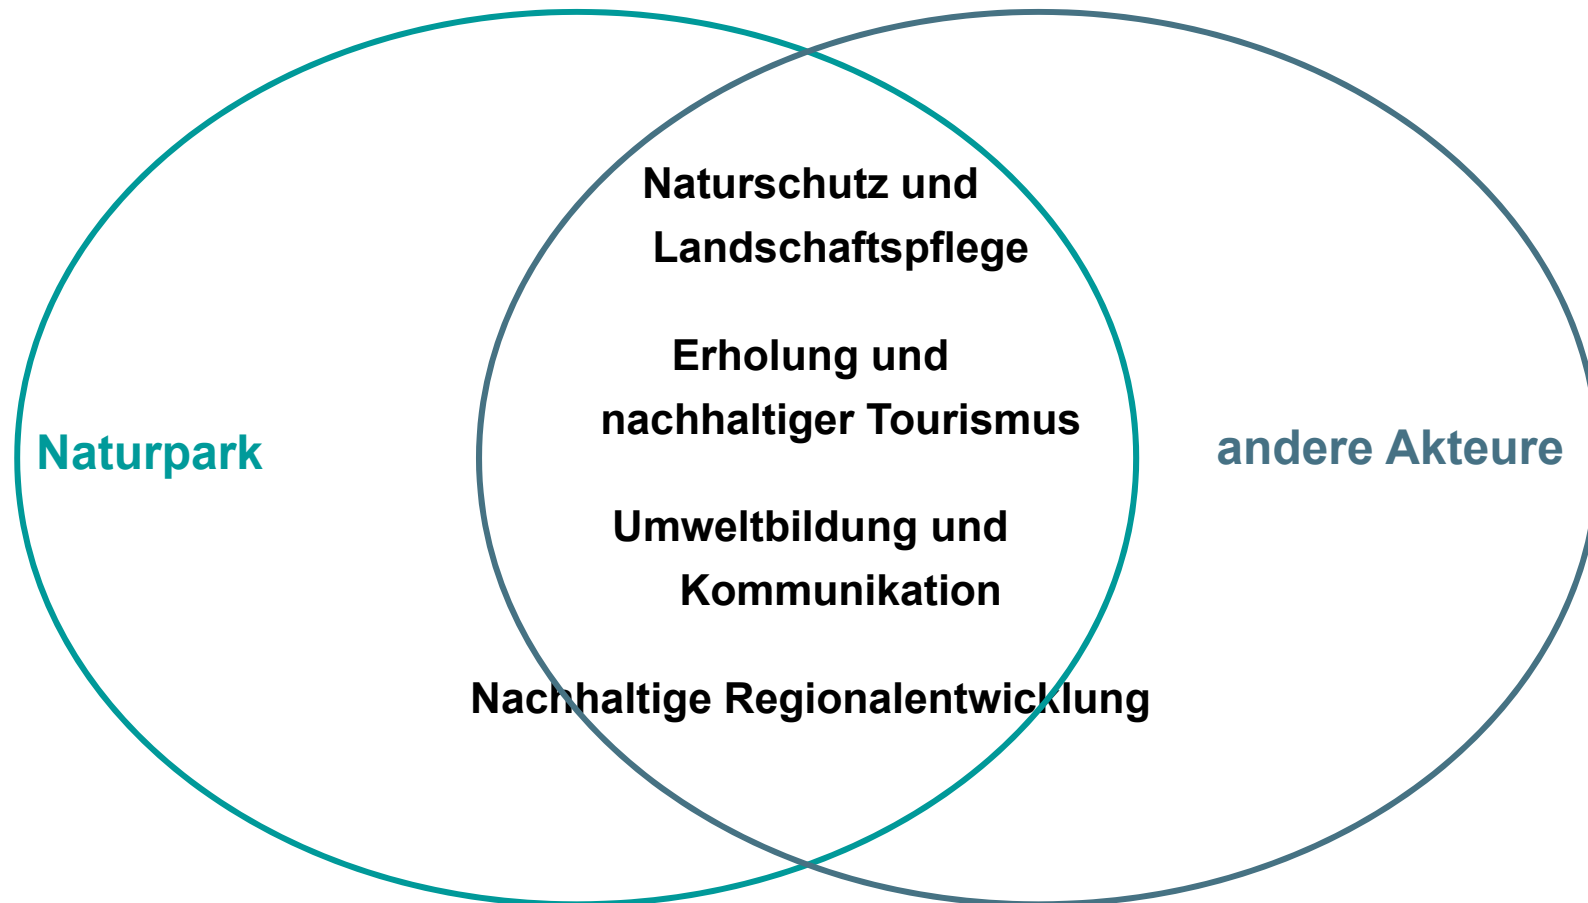 Naturschutz und
Landschaftspflege
Erholung und
nachhaltiger Tourismus
Naturpark
andere Akteure
Umweltbildung und
Kommunikation
Nachhaltige Regionalentwicklung